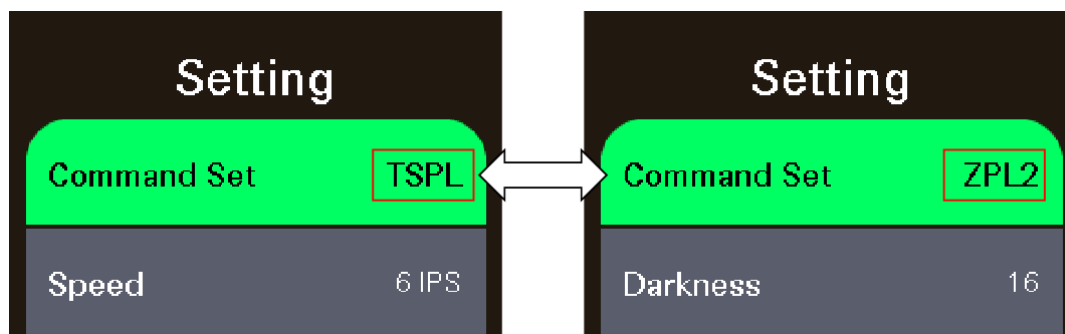 Setting
Command Set TSPL
Speed 6 IPS
Setting
Command Set ZPL2
Darkness 16